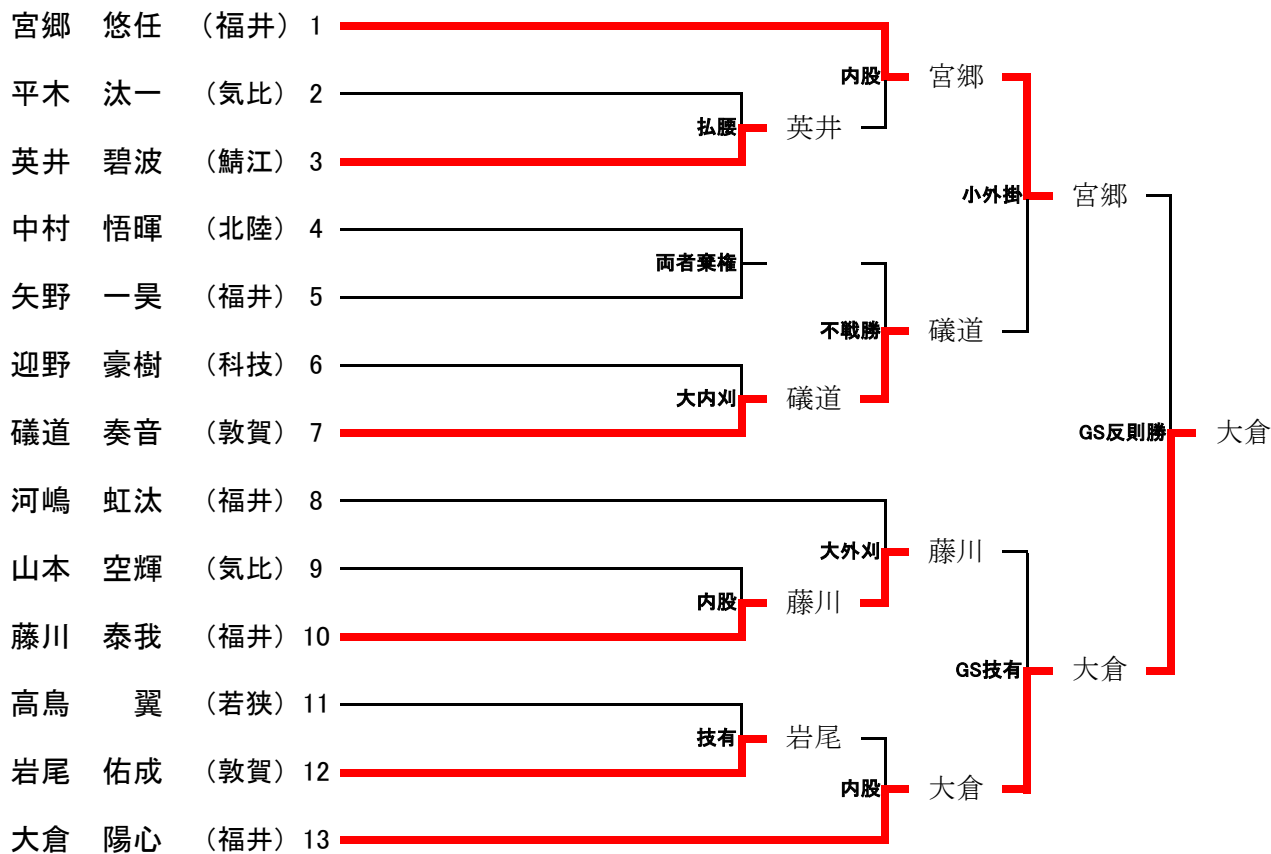 宮郷 悠任 (福井) 1
内股 宮郷
平木 汰一 (気比) 2
払腰 英井
英井 碧波 (鯖江) 3
小外掛 宮郷
中村 悟暉 (北陸) 4
両者棄権
矢野 一昊 (福井) 5
不戦勝 礒道
迎野 豪樹 (科技) 6
大内刈 礒道
礒道 奏音 (敦賀) 7
GS反則勝 大倉
河嶋 虹汰 (福井) 8
大外刈 藤川
山本 空輝 (気比) 9
内股 藤川
藤川 泰我 (福井) 10
GS技有 大倉
高鳥 翼 (若狭) 11
技有 岩尾
岩尾 佑成 (敦賀) 12
内股 大倉
大倉 陽心 (福井) 13